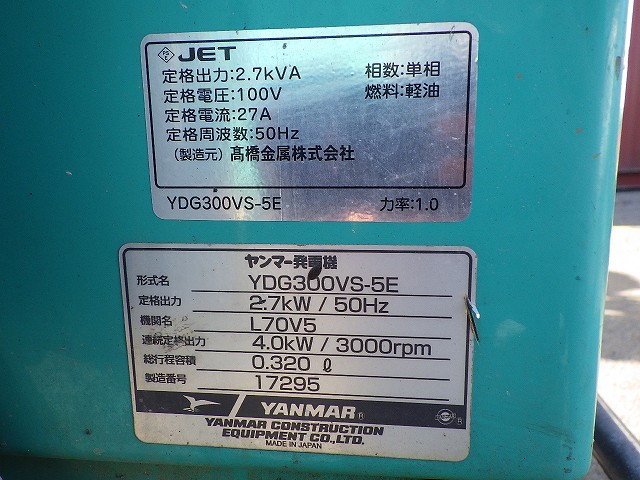 PS E JET
定格出力:2.7kVA 相数:単相
定格電圧:100V 燃料:軽油
定格電流:27A
定格周波数:50Hz
(製造元) 髙橋金属株式会社
YDG300VS-5E 力率:1.0
ヤンマー発電機
形式名 YDG300VS-5E
定格出力 2.7kW / 50Hz
機関名 L70V5
連続定格出力 4.0kW / 3000rpm
総行程容積 0.320 ℓ
製造番号 17295
YANMAR ®
YANMAR CONSTRUCTION
EQUIPMENT CO.,LTD.
MADE IN JAPAN